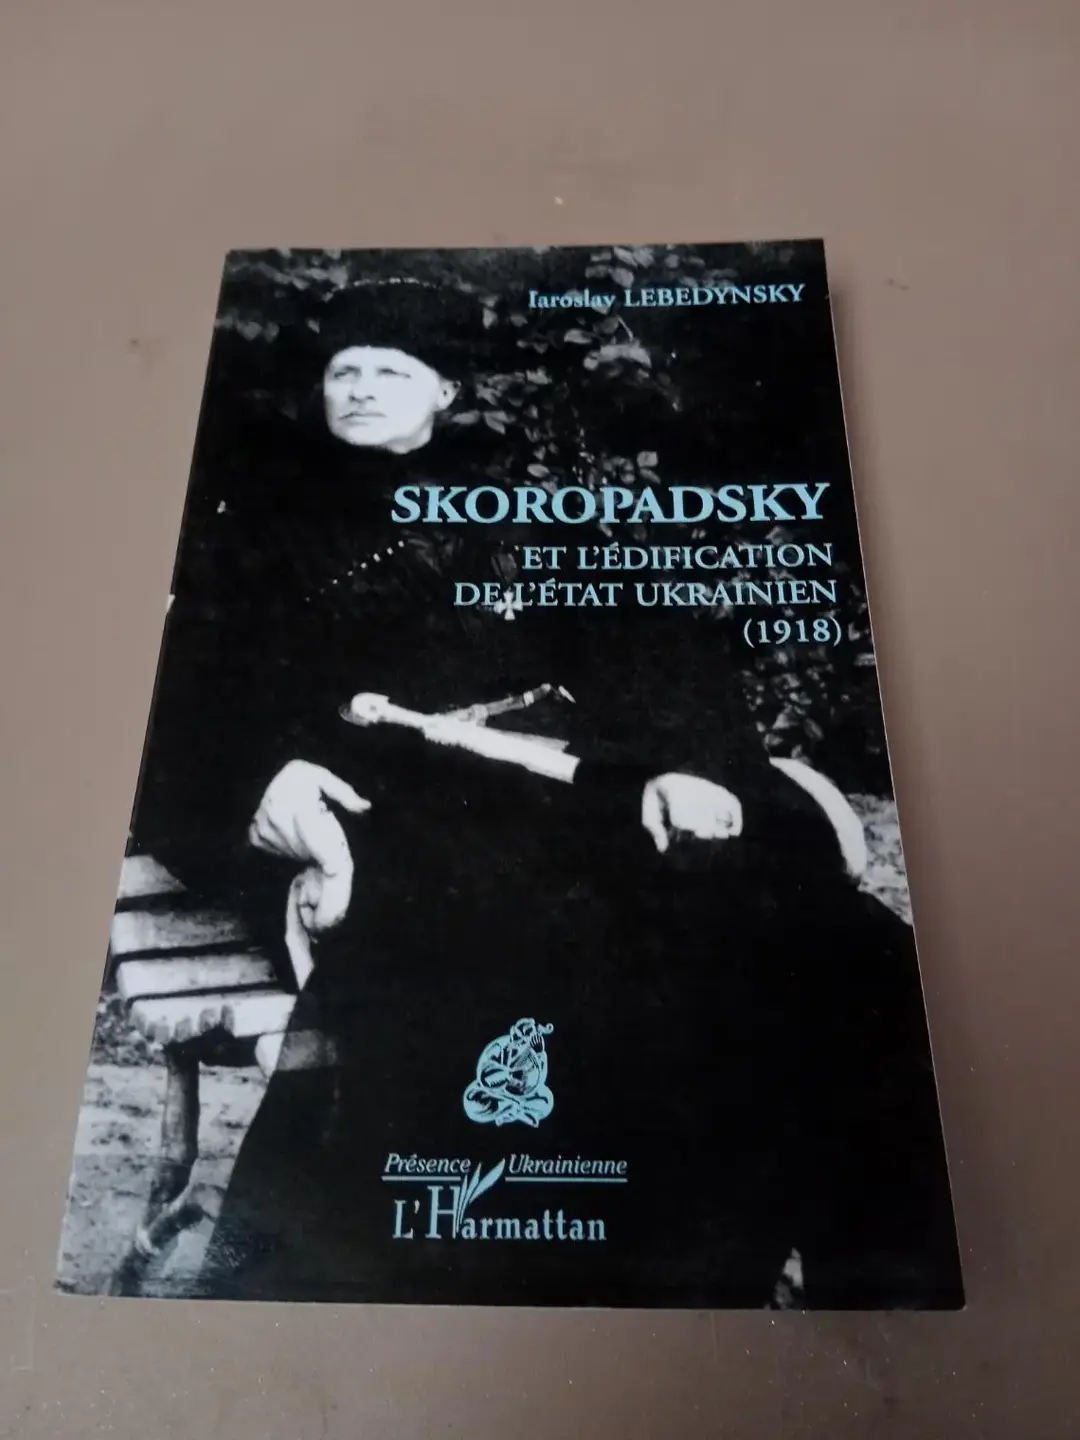 Iaroslav LEBEDYNSKY
SKOROPADSKY
ET L'ÉDIFICATION
DE L'ÉTAT UKRAINIEN
(1918)
Présence Ukrainienne
L'Harmattan